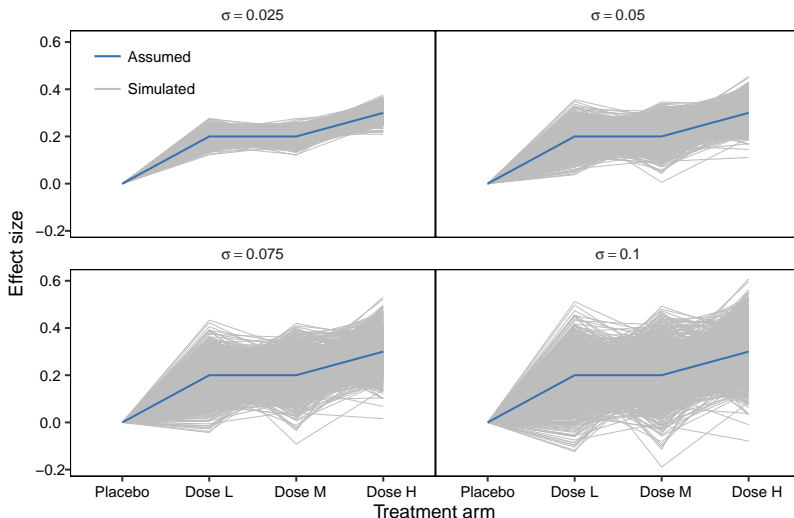 σ = 0.025
σ = 0.05
Assumed
Simulated
0.6
0.4
0.2
0.0
−0.2
σ = 0.075
σ = 0.1
0.6
0.4
0.2
0.0
−0.2
Effect size
Placebo Dose L Dose M Dose H Placebo Dose L Dose M Dose H
Treatment arm